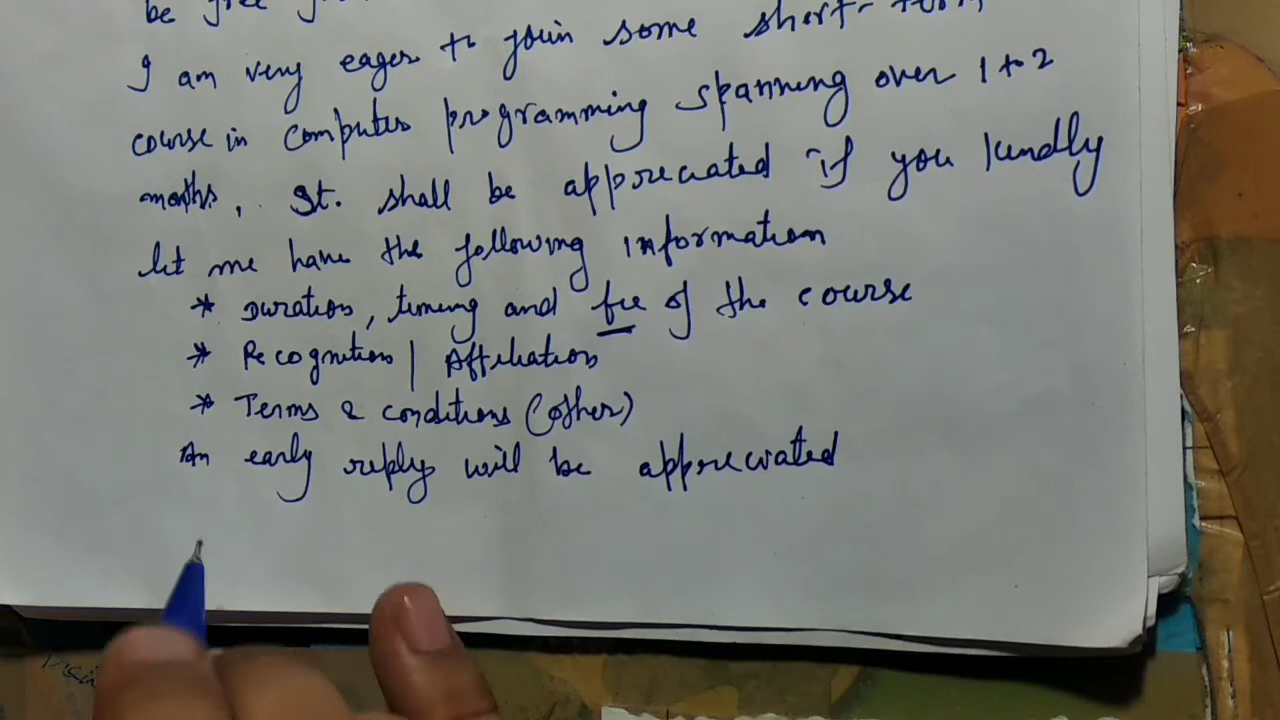 be free
I am very eager to join some short-term
course in computer programming spanning over 1 to 2
months, . It. shall be appreciated if you kindly
let me have the following information
* Duration, timing and fee of the course
* Recognition | Affiliation
* Terms & conditions (other)
An early reply will be appreciated